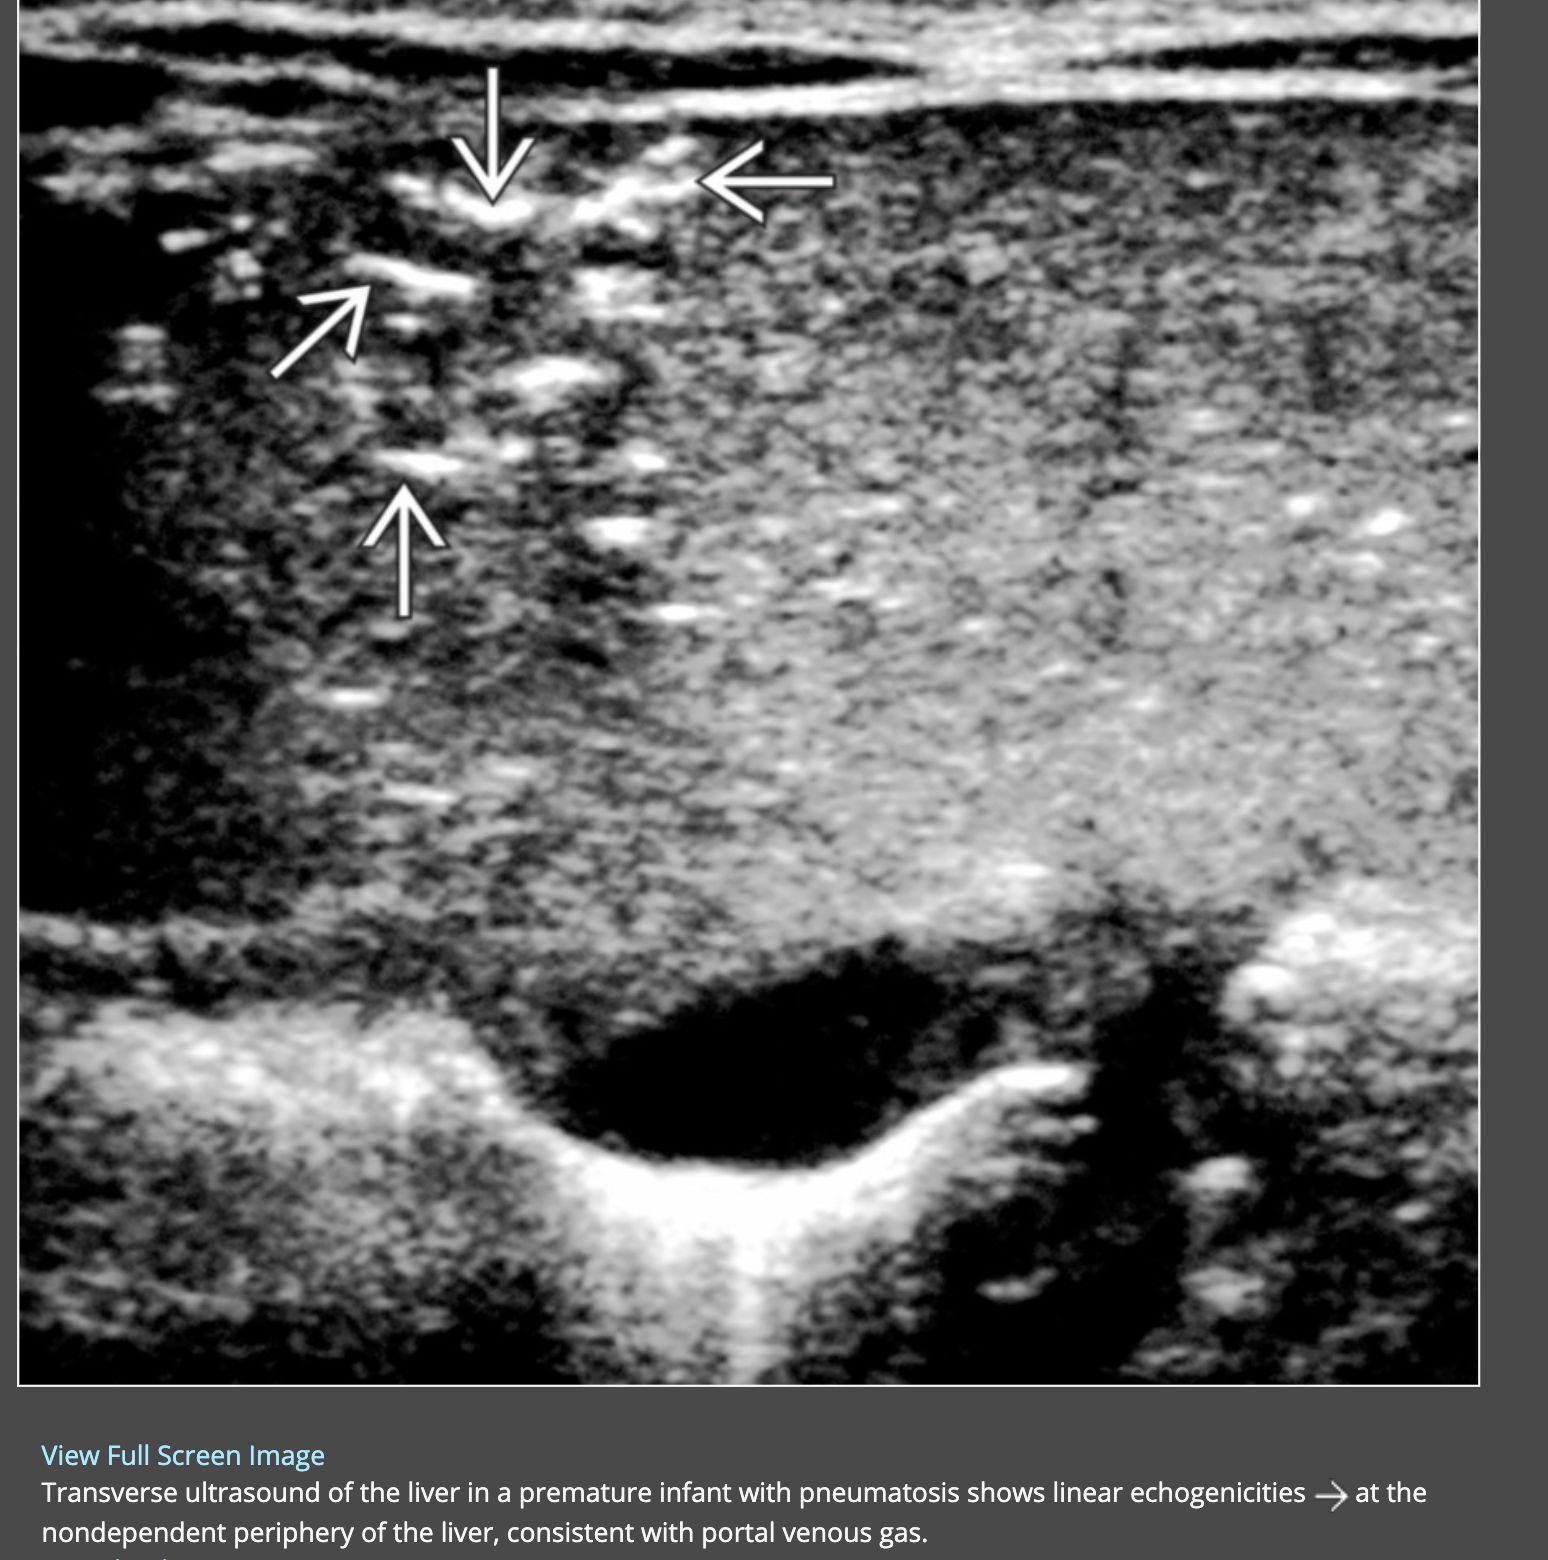 View Full Screen Image
Transverse ultrasound of the liver in a premature infant with pneumatosis shows linear echogenicities → at the
nondependent periphery of the liver, consistent with portal venous gas.